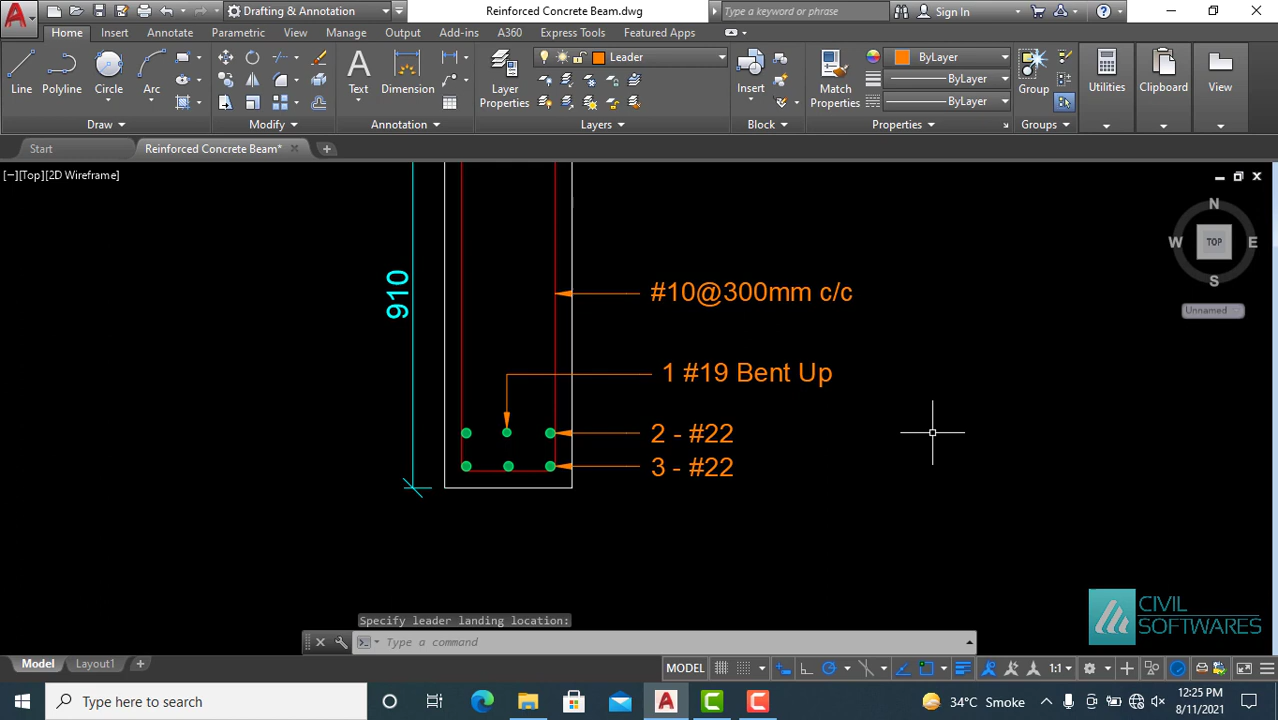 Drafting & Annotation
Reinforced Concrete Beam.dwg
Type a keyword or phrase
Sign In
Home Insert Annotate Parametric View Manage Output Add-ins A360 Express Tools Featured Apps
Leader
ByLayer
ByLayer
ByLayer
Line Polyline Circle Arc Text Dimension Layer Properties Insert Match Properties Group Utilities Clipboard View
Draw Modify Annotation Layers Block Properties Groups
Start Reinforced Concrete Beam*
[−][Top][2D Wireframe]
N
W TOP E
S
Unnamed
910
#10@300mm c/c
1 #19 Bent Up
2 - #22
3 - #22
CIVIL
SOFTWARES
Specify leader landing location:
Type a command
Model Layout1
MODEL 1:1
Type here to search
34°C Smoke
12:25 PM
8/11/2021